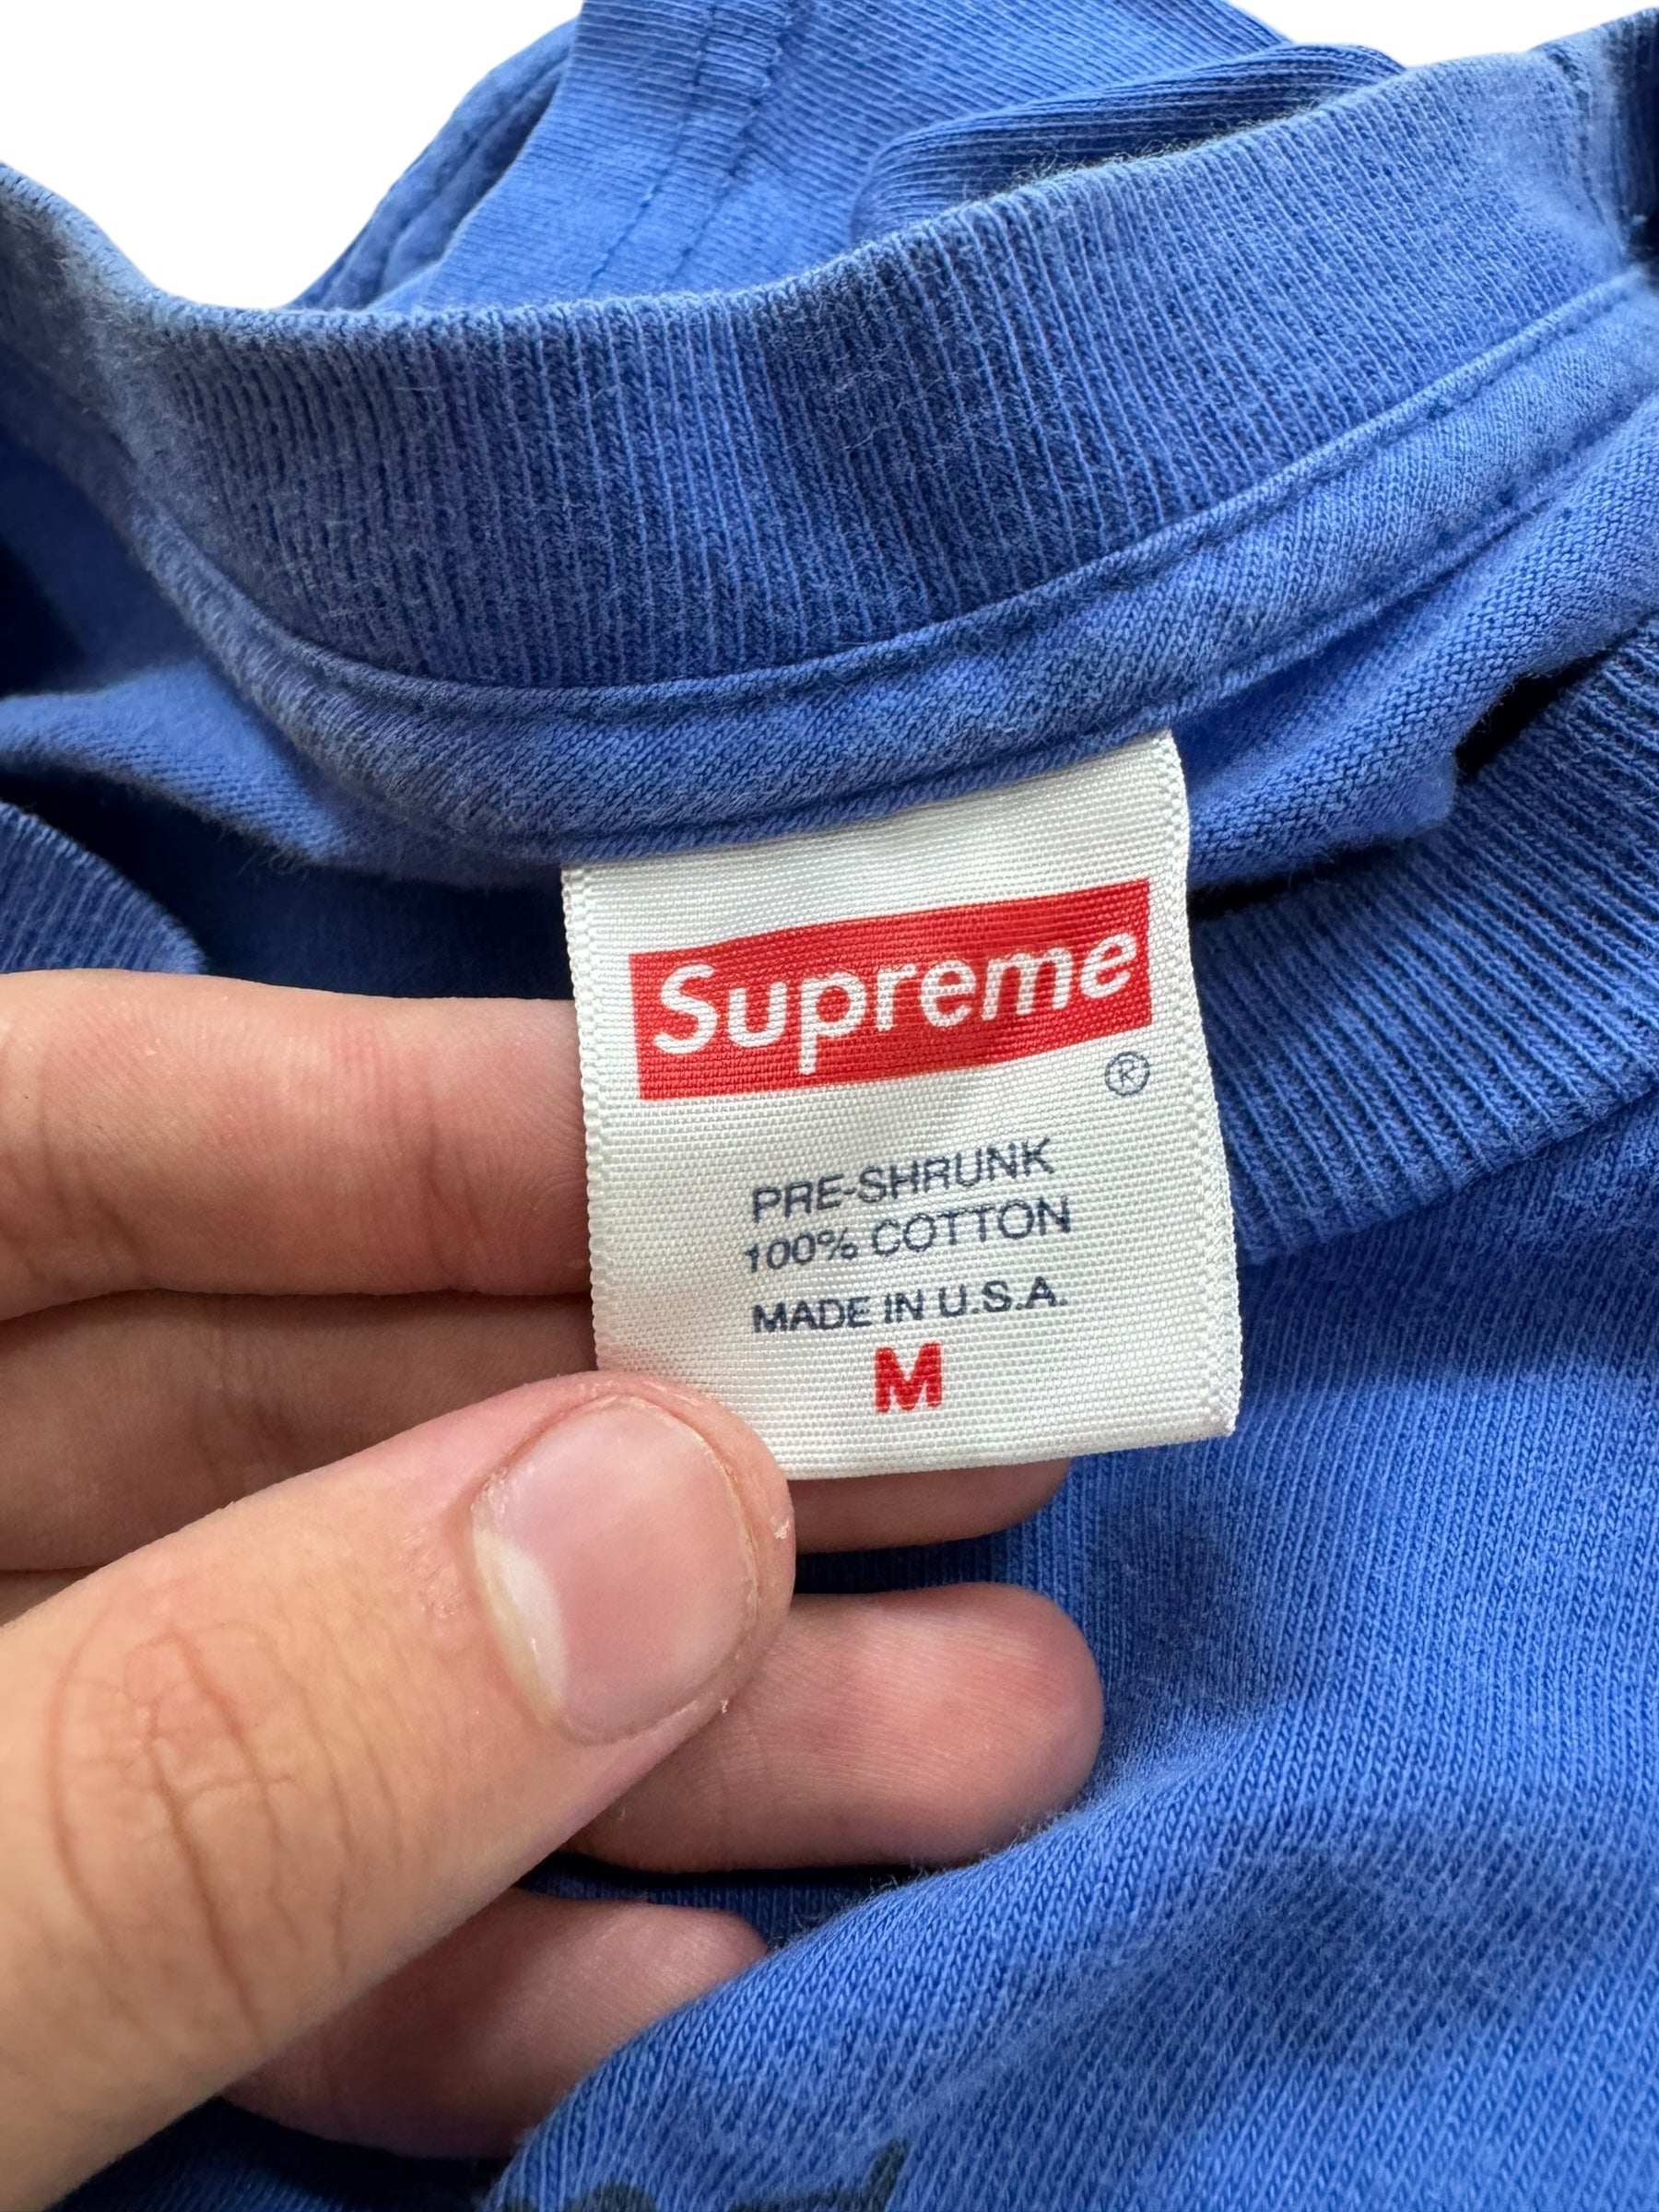 Supreme
®
PRE-SHRUNK
100% COTTON
MADE IN U.S.A.
M